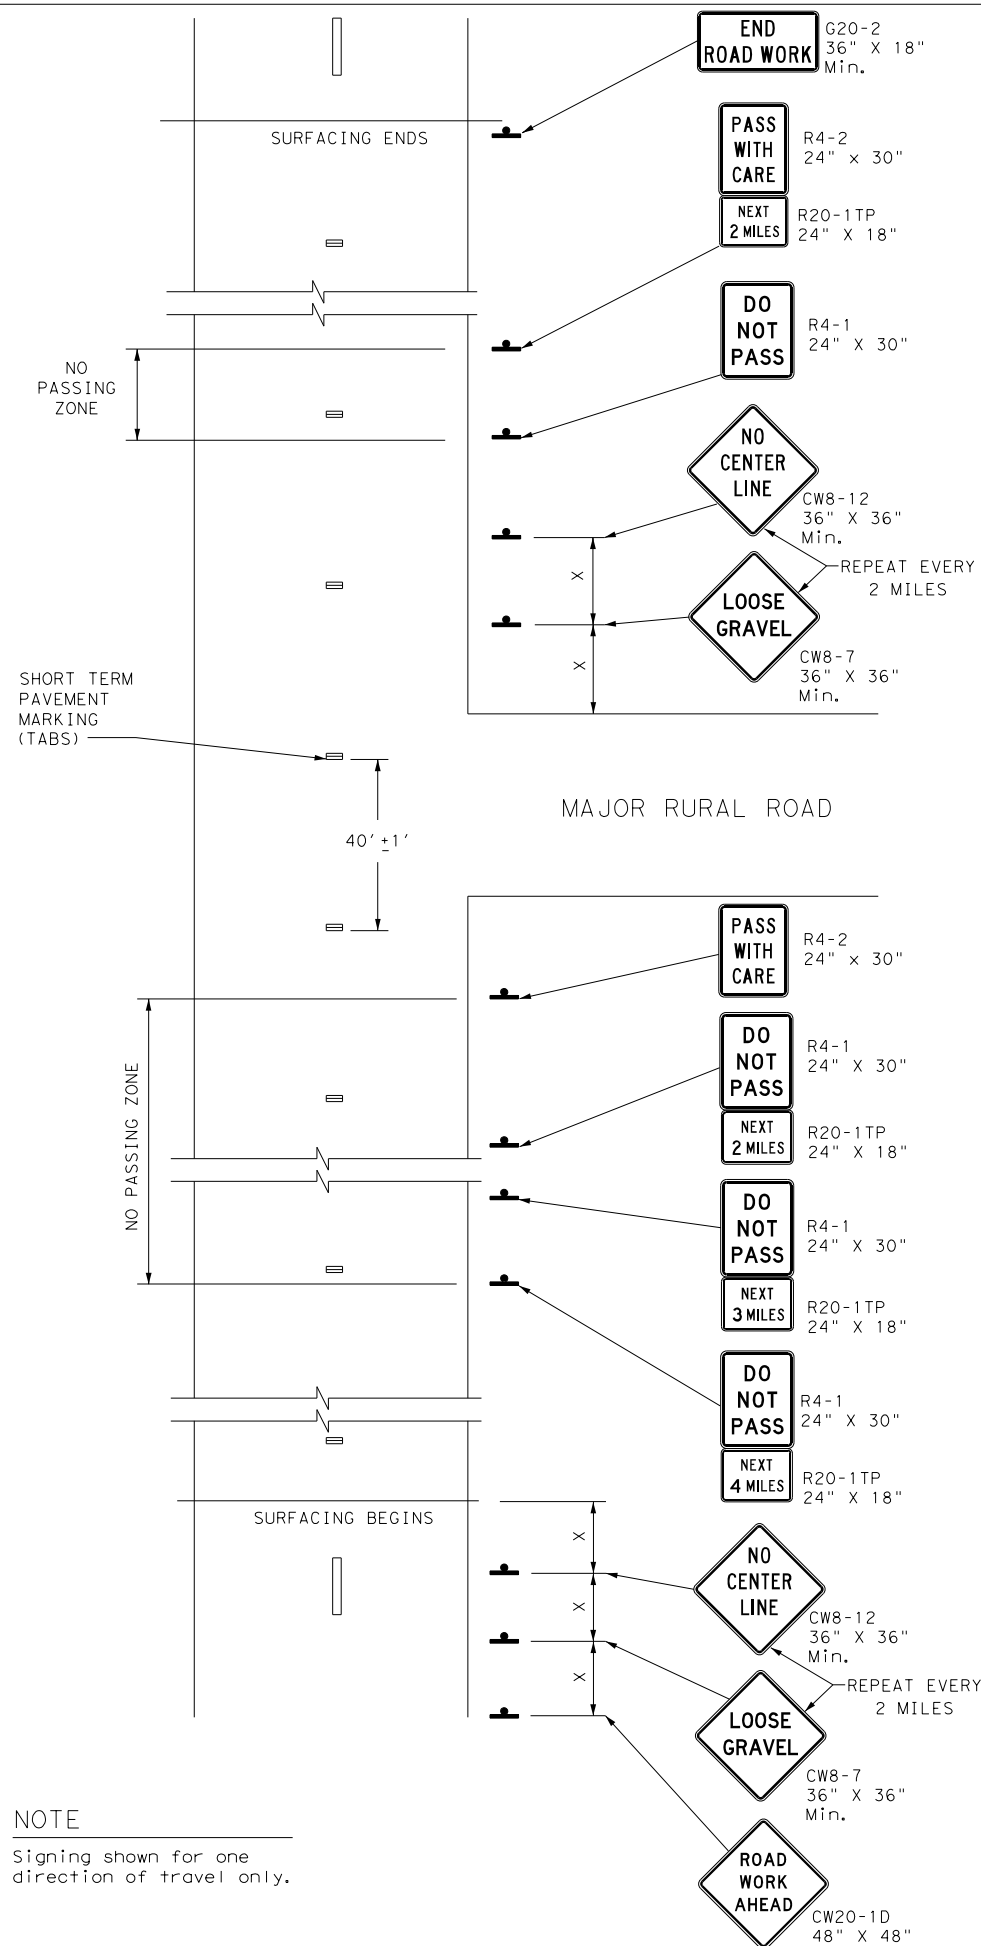 END
ROAD WORK
G20-2
36" X 18"
Min.
SURFACING ENDS
PASS
WITH
CARE
R4-2
24" x 30"
NEXT
2 MILES
R20-1TP
24" X 18"
DO
NOT
PASS
R4-1
24" X 30"
NO
PASSING
ZONE
NO
CENTER
LINE
CW8-12
36" X 36"
Min.
X
REPEAT EVERY
2 MILES
LOOSE
GRAVEL
CW8-7
36" X 36"
Min.
X
SHORT TERM
PAVEMENT
MARKING
(TABS)
40' ±1'
MAJOR RURAL ROAD
PASS
WITH
CARE
R4-2
24" x 30"
NO PASSING ZONE
DO
NOT
PASS
R4-1
24" X 30"
NEXT
2 MILES
R20-1TP
24" X 18"
DO
NOT
PASS
R4-1
24" X 30"
NEXT
3 MILES
R20-1TP
24" X 18"
DO
NOT
PASS
R4-1
24" X 30"
NEXT
4 MILES
R20-1TP
24" X 18"
SURFACING BEGINS
X
NO
CENTER
LINE
CW8-12
36" X 36"
Min.
X
REPEAT EVERY
2 MILES
X
LOOSE
GRAVEL
CW8-7
36" X 36"
Min.
ROAD
WORK
AHEAD
CW20-1D
48" X 48"
NOTE
Signing shown for one
direction of travel only.